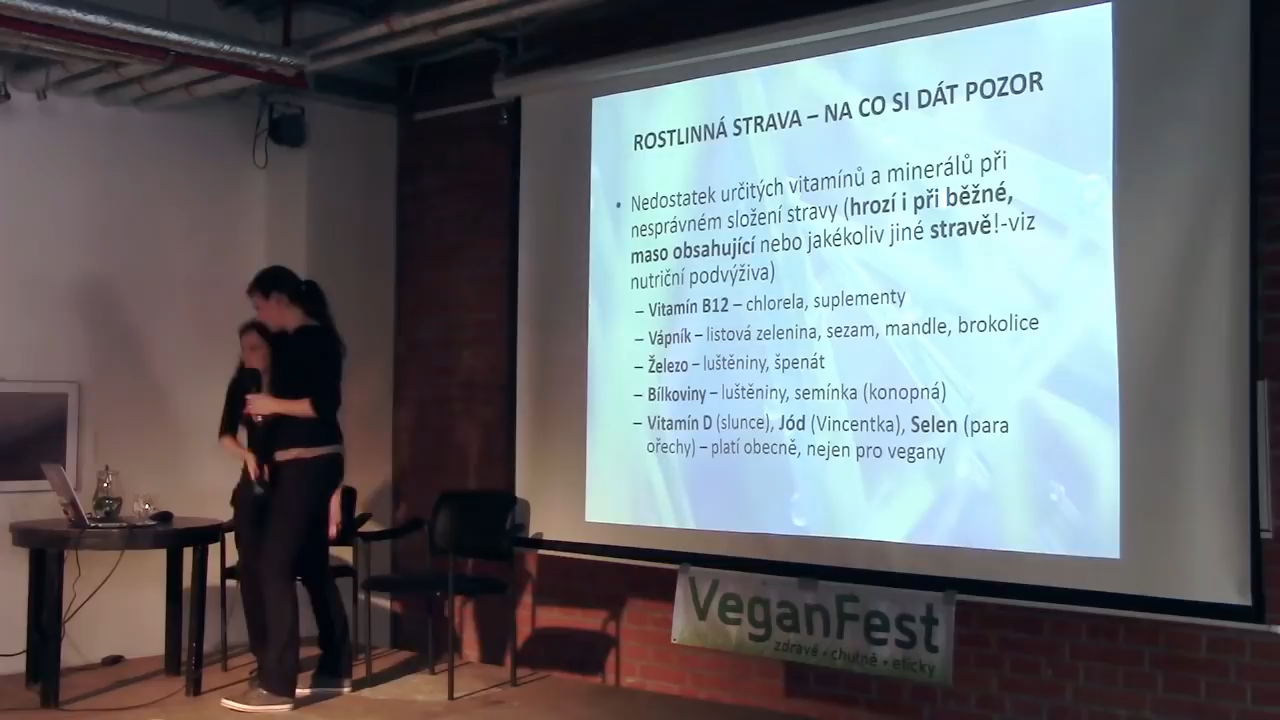 ROSTLINNÁ STRAVA – NA CO SI DÁT POZOR
• Nedostatek určitých vitamínů a minerálů při
nesprávném složení stravy (hrozí i při běžné,
maso obsahující nebo jakékoliv jiné stravě!-viz
nutriční podvýživa)
– Vitamín B12 – chlorela, suplementy
– Vápník – listová zelenina, sezam, mandle, brokolice
– Železo – luštěniny, špenát
– Bílkoviny – luštěniny, semínka (konopná)
– Vitamín D (slunce), Jód (Vincentka), Selen (para
ořechy) – platí obecně, nejen pro vegany
VeganFest
zdravě • chutně • eticky